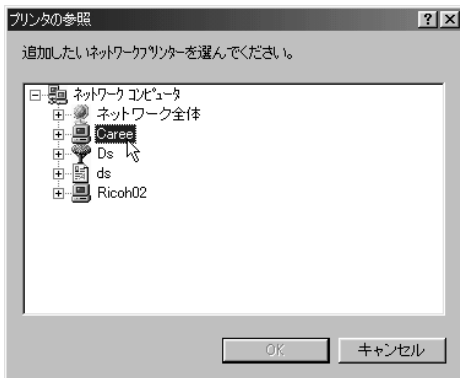 プリンタの参照
追加したいネットワークプリンターを選んでください。
ネットワーク コンピュータ
ネットワーク全体
Caree
Ds
ds
Ricoh02
OK
キャンセル